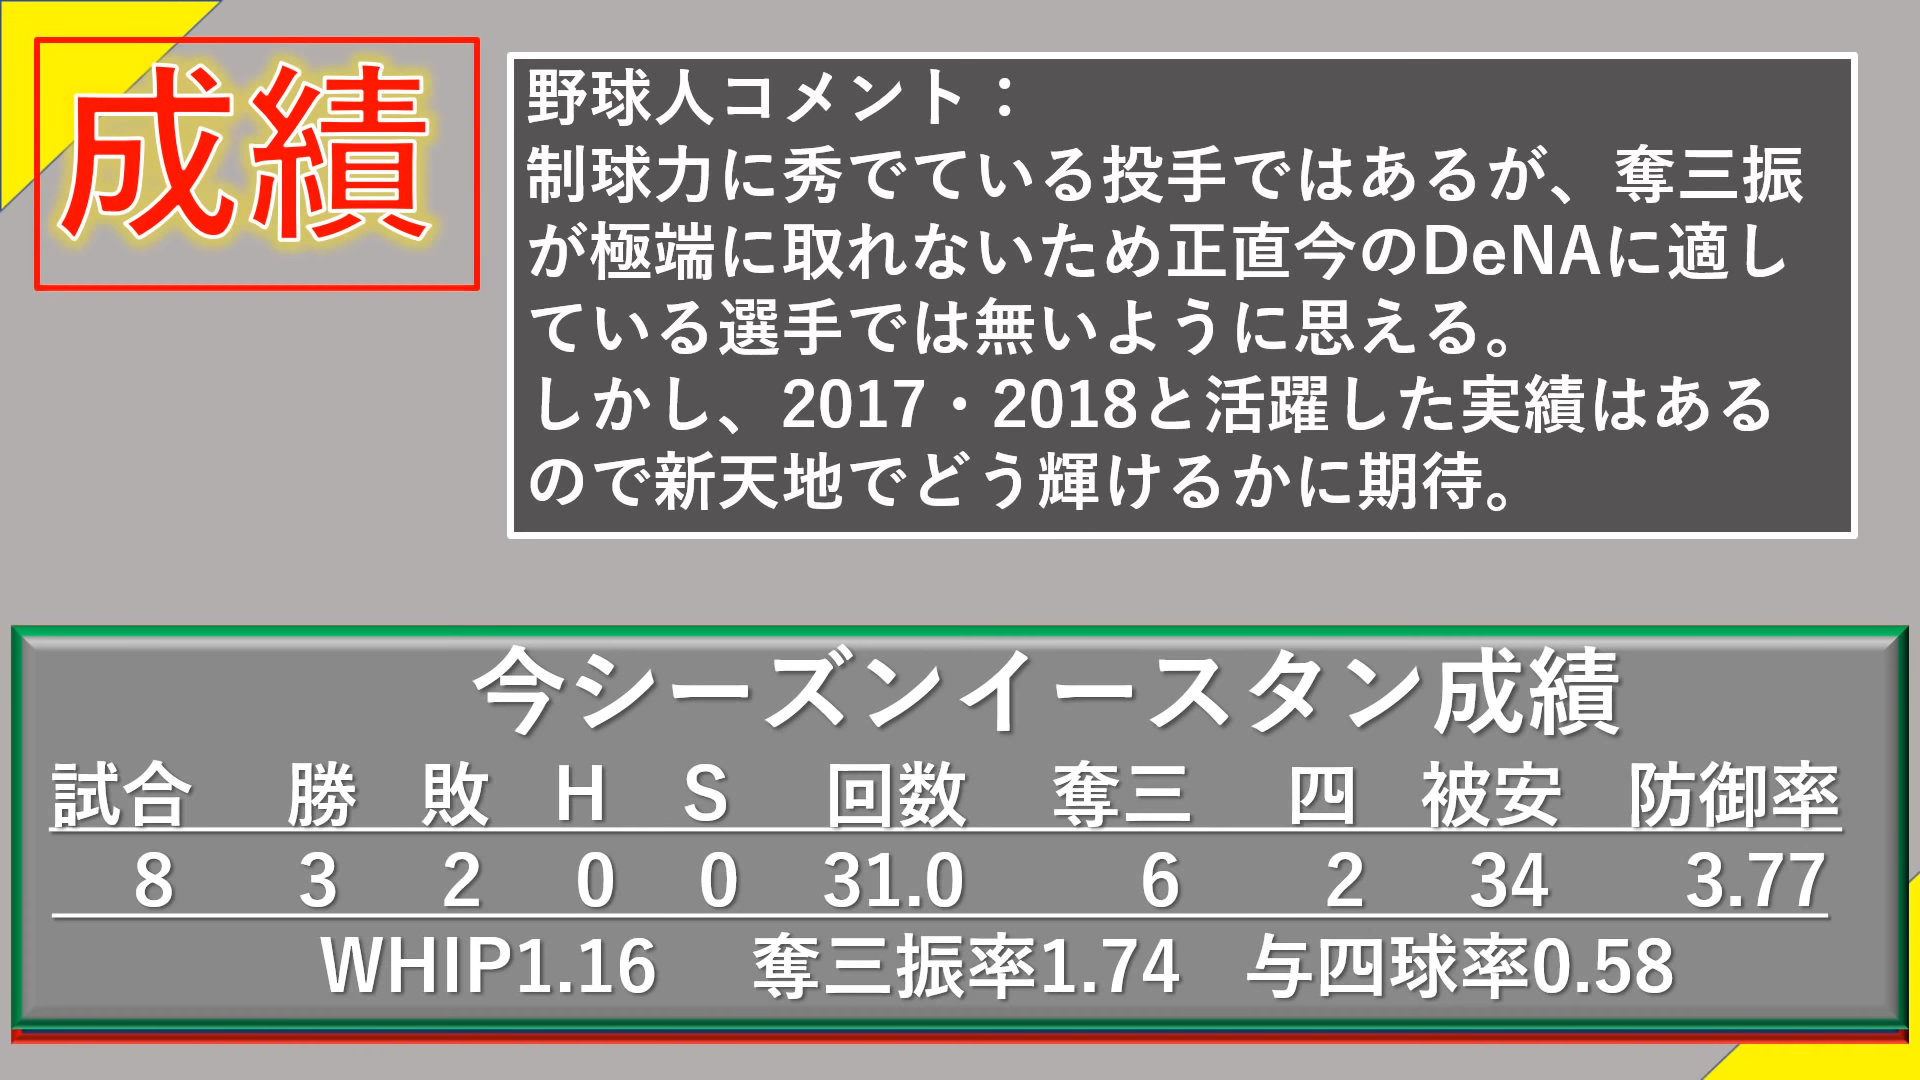 成績
野球人コメント：
制球力に秀でている投手ではあるが、奪三振
が極端に取れないため正直今のDeNAに適し
ている選手では無いように思える。
しかし、2017・2018と活躍した実績はある
ので新天地でどう輝けるかに期待。
今シーズンイースタン成績
試合 勝 敗 H S 回数 奪三 四 被安 防御率
8 3 2 0 0 31.0 6 2 34 3.77
WHIP1.16 奪三振率1.74 与四球率0.58